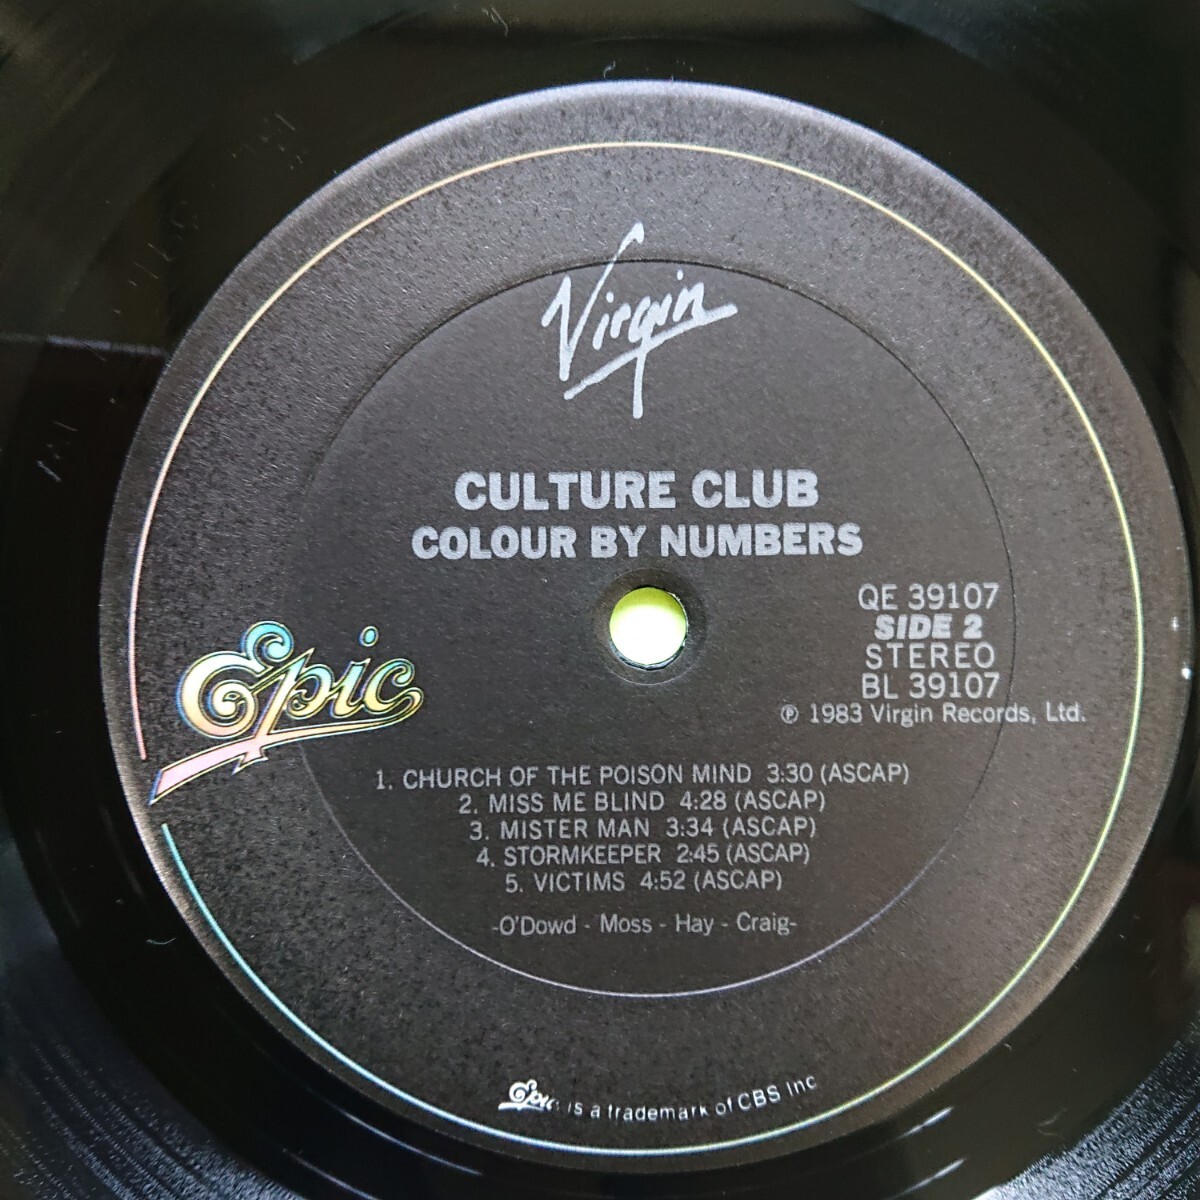 Virgin
CULTURE CLUB
COLOUR BY NUMBERS
QE 39107
SIDE 2
STEREO
BL 39107
℗ 1983 Virgin Records, Ltd.
Epic
1. CHURCH OF THE POISON MIND 3:30 (ASCAP)
2. MISS ME BLIND 4:28 (ASCAP)
3. MISTER MAN 3:34 (ASCAP)
4. STORMKEEPER 2:45 (ASCAP)
5. VICTIMS 4:52 (ASCAP)
-O'Dowd - Moss - Hay - Craig-
Epic is a trademark of CBS Inc